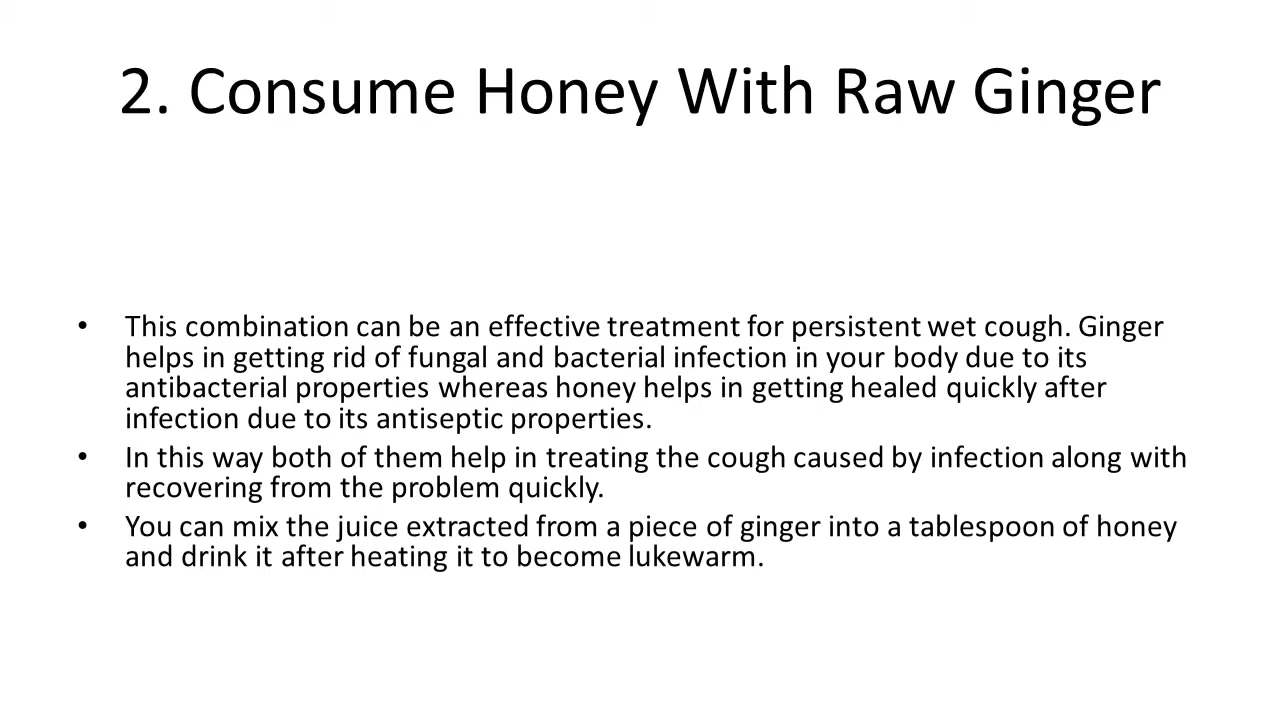 2. Consume Honey With Raw Ginger
• This combination can be an effective treatment for persistent wet cough. Ginger
helps in getting rid of fungal and bacterial infection in your body due to its
antibacterial properties whereas honey helps in getting healed quickly after
infection due to its antiseptic properties.
• In this way both of them help in treating the cough caused by infection along with
recovering from the problem quickly.
• You can mix the juice extracted from a piece of ginger into a tablespoon of honey
and drink it after heating it to become lukewarm.